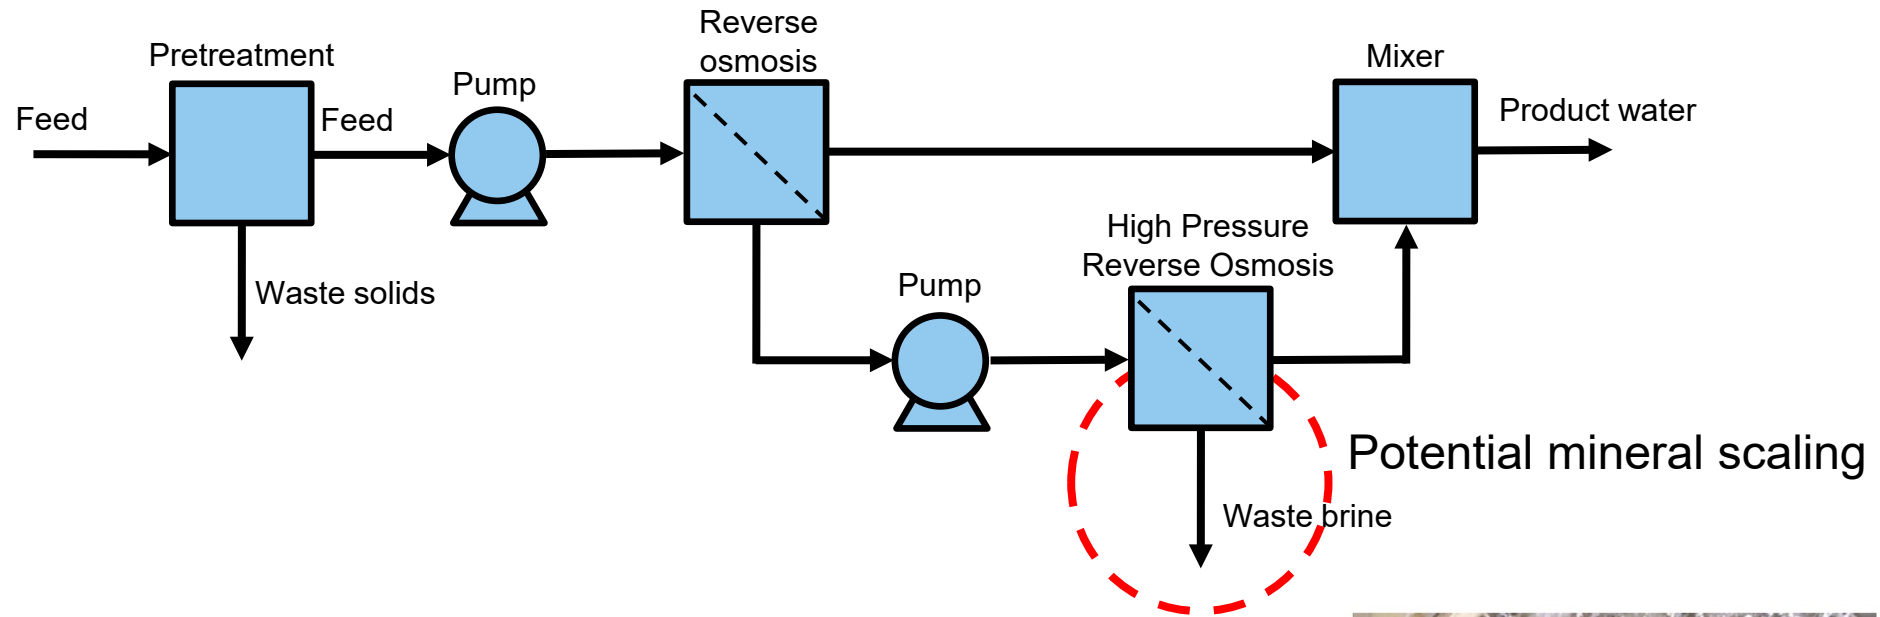 Reverse
osmosis
Pretreatment
Mixer
Pump
Feed
Feed
Product water
High Pressure
Reverse Osmosis
Waste solids
Pump
Potential mineral scaling
Waste brine